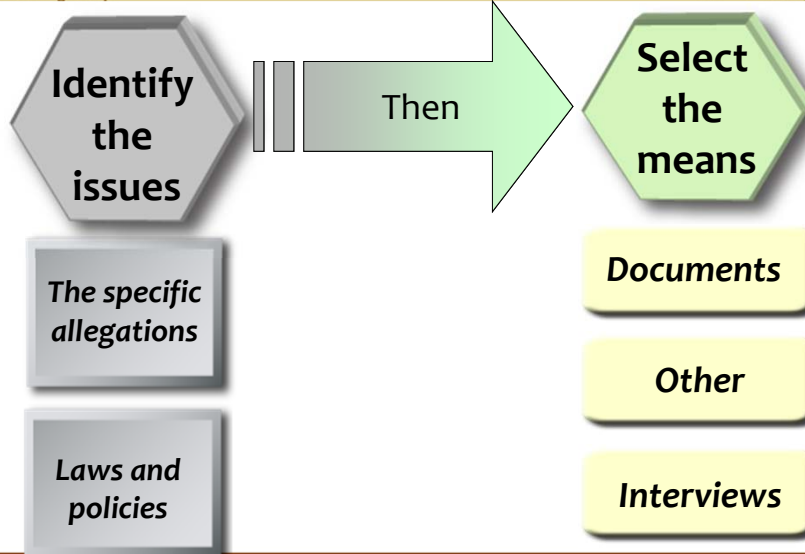 Identify
the
issues
Then
Select
the
means
The specific
allegations
Laws and
policies
Documents
Other
Interviews